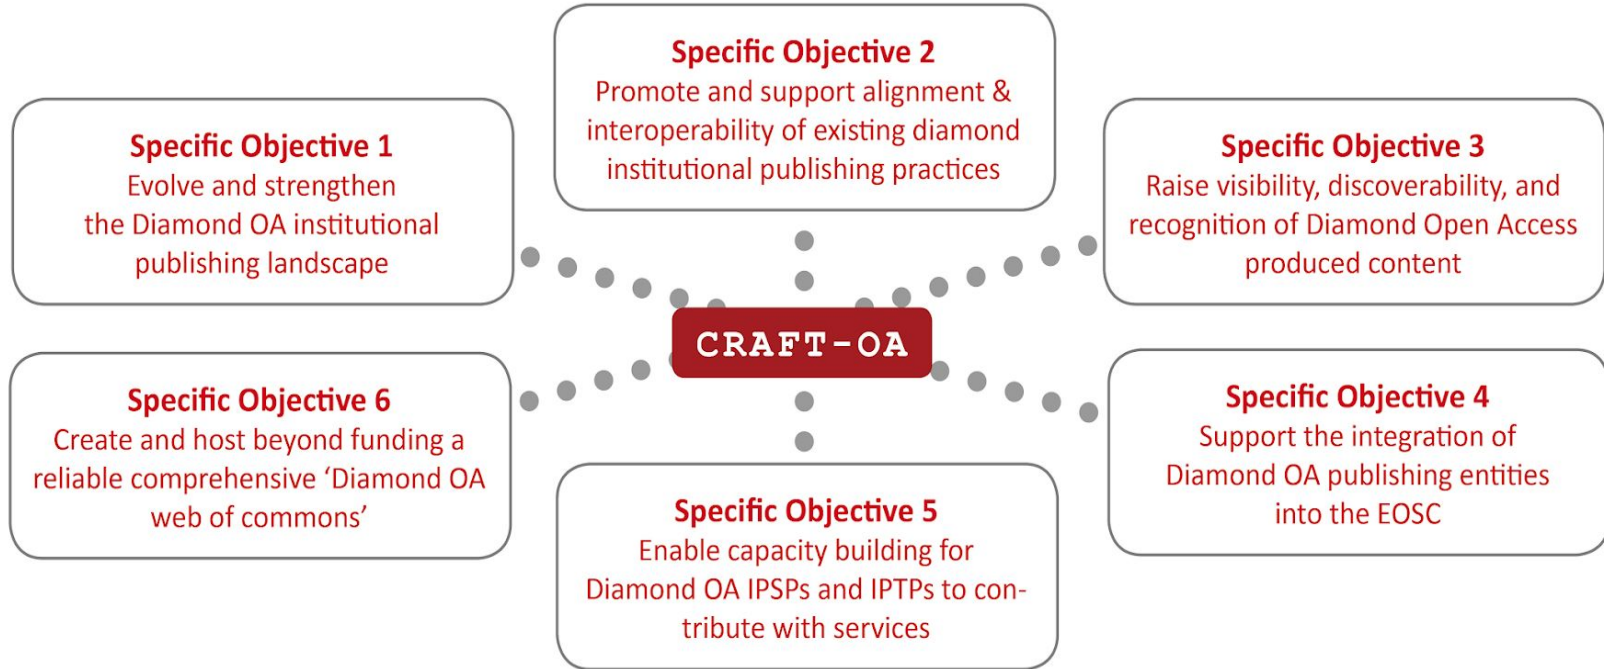 Specific Objective 1
Evolve and strengthen
the Diamond OA institutional
publishing landscape
Specific Objective 2
Promote and support alignment &
interoperability of existing diamond
institutional publishing practices
Specific Objective 3
Raise visibility, discoverability, and
recognition of Diamond Open Access
produced content
CRAFT-OA
Specific Objective 6
Create and host beyond funding a
reliable comprehensive ‘Diamond OA
web of commons’
Specific Objective 5
Enable capacity building for
Diamond OA IPSPs and IPTPs to con-
tribute with services
Specific Objective 4
Support the integration of
Diamond OA publishing entities
into the EOSC